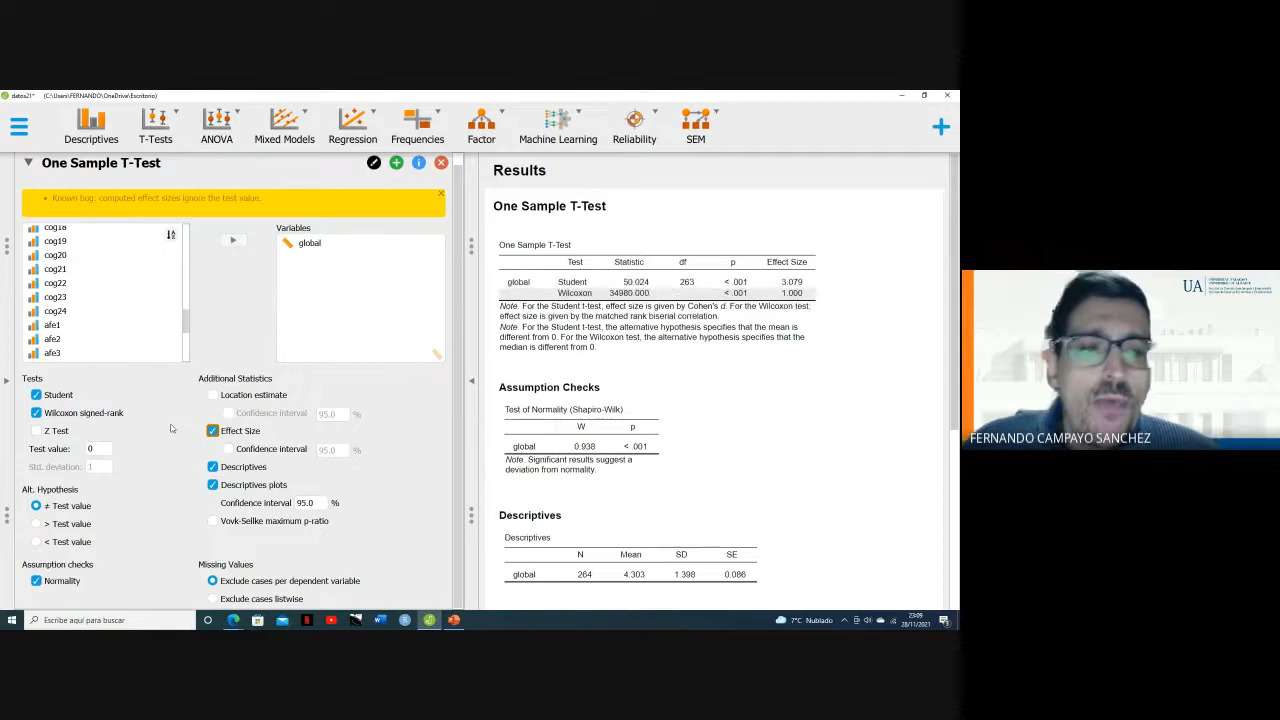 datos21* (C:\Users\FERNANDO\OneDrive\Escritorio)
Descriptives
T-Tests
ANOVA
Mixed Models
Regression
Frequencies
Factor
Machine Learning
Reliability
SEM
One Sample T-Test
• Known bug: computed effect sizes ignore the test value.
cog18
cog19
cog20
cog21
cog22
cog23
cog24
afe1
afe2
afe3
Variables
global
Tests
Student
Wilcoxon signed-rank
Z Test
Test value: 0
Std. deviation: 1
Alt. Hypothesis
≠ Test value
> Test value
< Test value
Assumption checks
Normality
Additional Statistics
Location estimate
Confidence interval 95.0 %
Effect Size
Confidence interval 95.0 %
Descriptives
Descriptives plots
Confidence interval 95.0 %
Vovk-Sellke maximum p-ratio
Missing Values
Exclude cases per dependent variable
Exclude cases listwise
Results
One Sample T-Test
One Sample T-Test
Test Statistic df p Effect Size
global Student 50.024 263 < .001 3.079
Wilcoxon 34980.000 < .001 1.000
Note. For the Student t-test, effect size is given by Cohen's d. For the Wilcoxon test,
effect size is given by the matched rank biserial correlation.
Note. For the Student t-test, the alternative hypothesis specifies that the mean is
different from 0. For the Wilcoxon test, the alternative hypothesis specifies that the
median is different from 0.
Assumption Checks
Test of Normality (Shapiro-Wilk)
W p
global 0.938 < .001
Note. Significant results suggest a
deviation from normality.
Descriptives
Descriptives
N Mean SD SE
global 264 4.303 1.398 0.086
Escribe aquí para buscar
7°C Nublado
23:09
28/11/2021
UA
FERNANDO CAMPAYO SANCHEZ